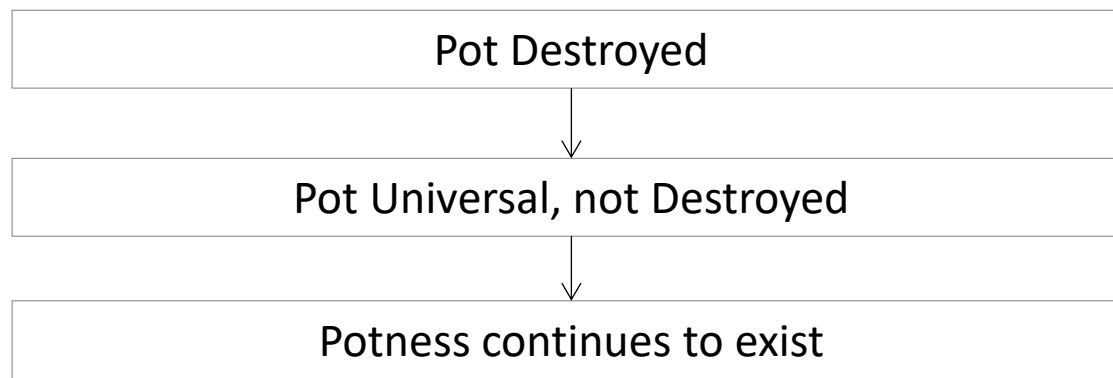 Pot Destroyed
Pot Universal, not Destroyed
Potness continues to exist